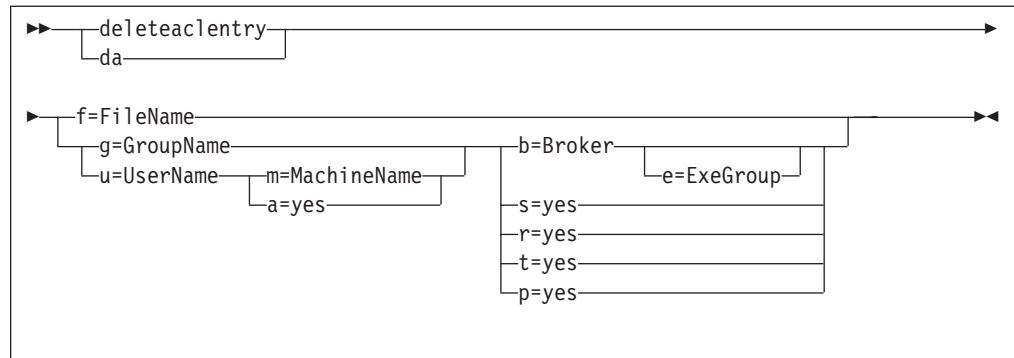 deleteaclentry
da
f=FileName
g=GroupName b=Broker
u=UserName m=MachineName e=ExeGroup
a=yes s=yes
r=yes
t=yes
p=yes